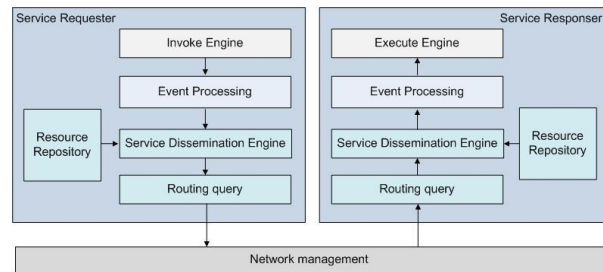 Service Requester
Invoke Engine
Event Processing
Resource
Repository
Service Dissemination Engine
Routing query
Service Responser
Execute Engine
Event Processing
Service Dissemination Engine
Resource
Repository
Routing query
Network management